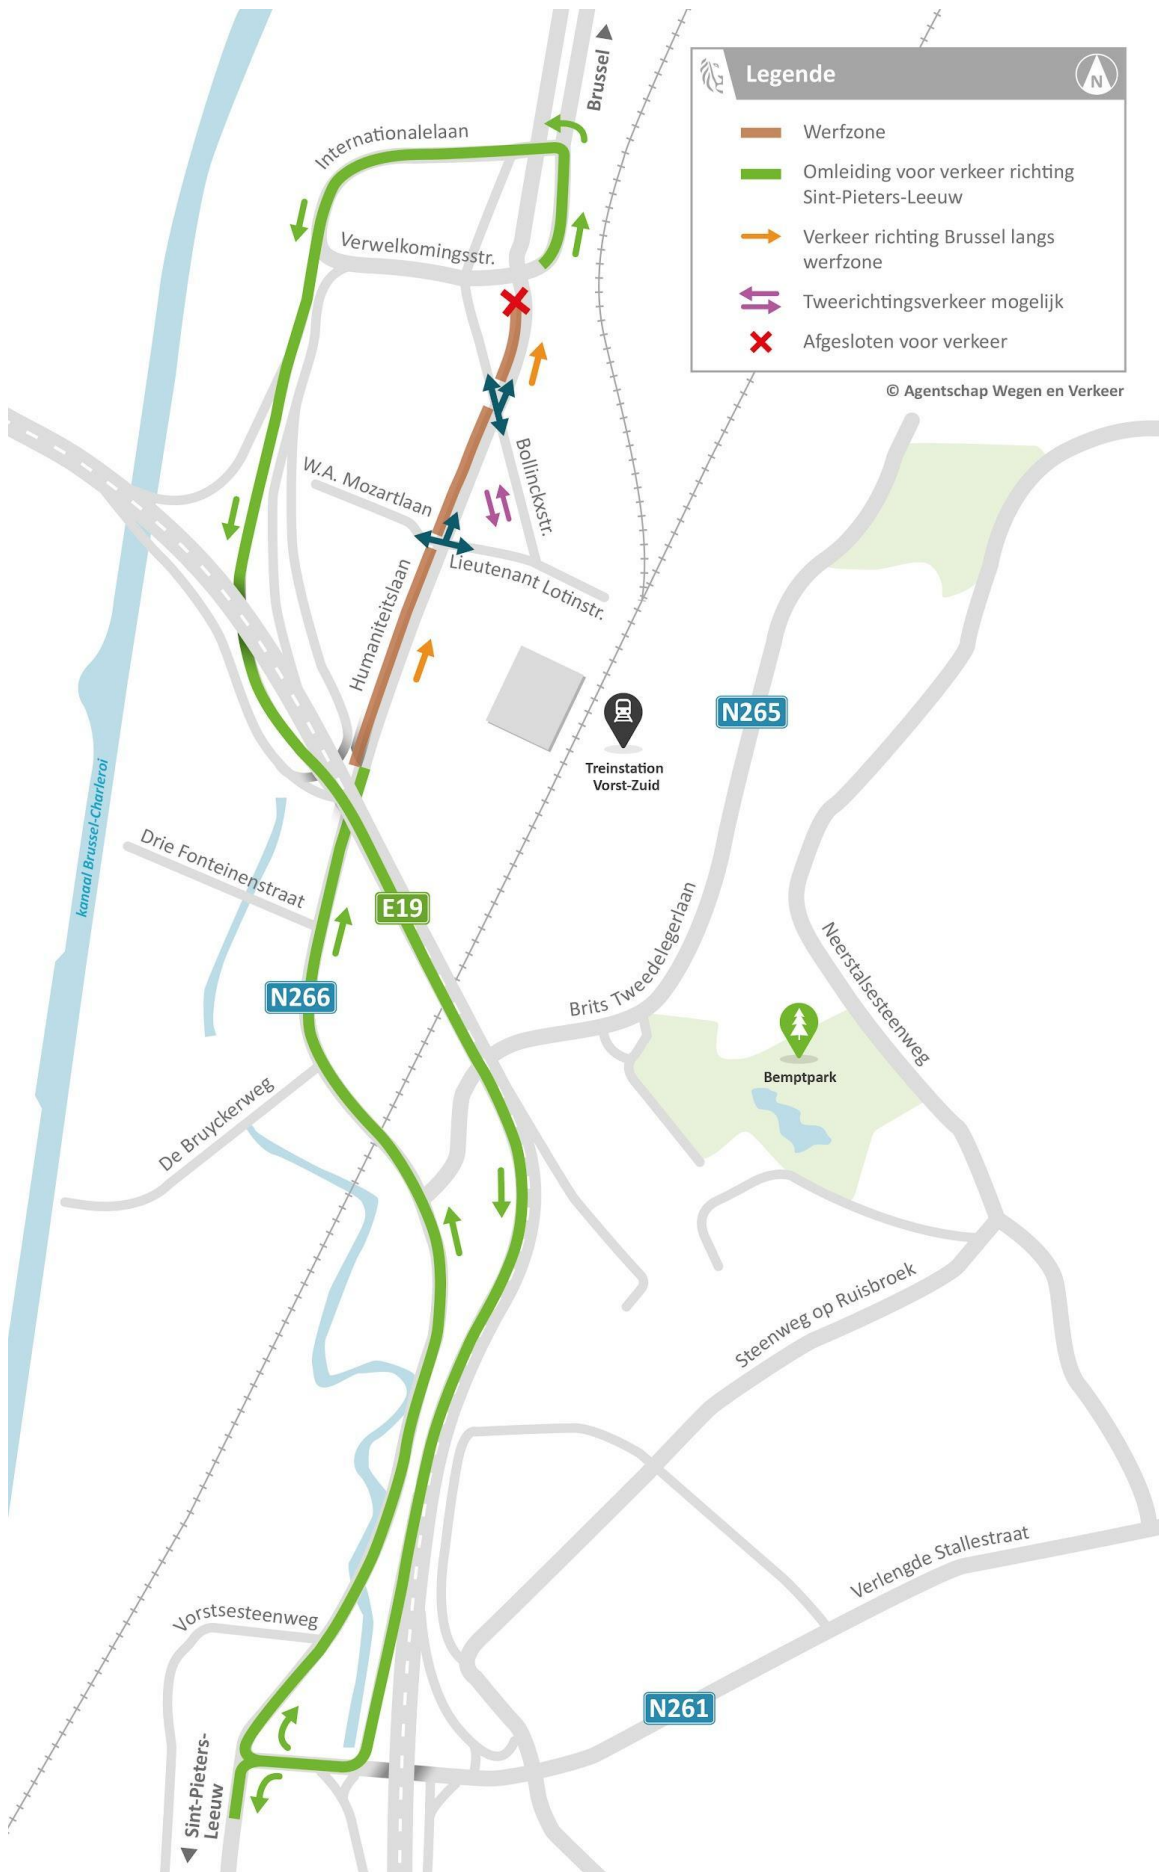 Brussel
Legende
N
Werfzone
Omleiding voor verkeer richting
Sint-Pieters-Leeuw
Verkeer richting Brussel langs
werfzone
Tweerichtingsverkeer mogelijk
Afgesloten voor verkeer
© Agentschap Wegen en Verkeer
Internationalelaan
Verwelkomingsstr.
Bollinckxstr.
W.A. Mozartlaan
Lieutenant Lotinstr.
Humaniteitslaan
N265
Treinstation
Vorst-Zuid
kanaal Brussel-Charleroi
Drie Fonteinenstraat
E19
Brits Tweedelegerlaan
Neerstalsesteenweg
N266
Bemptpark
De Bruyckerweg
Steenweg op Ruisbroek
Verlengde Stallestraat
Vorstsesteenweg
N261
Sint-Pieters-
Leeuw